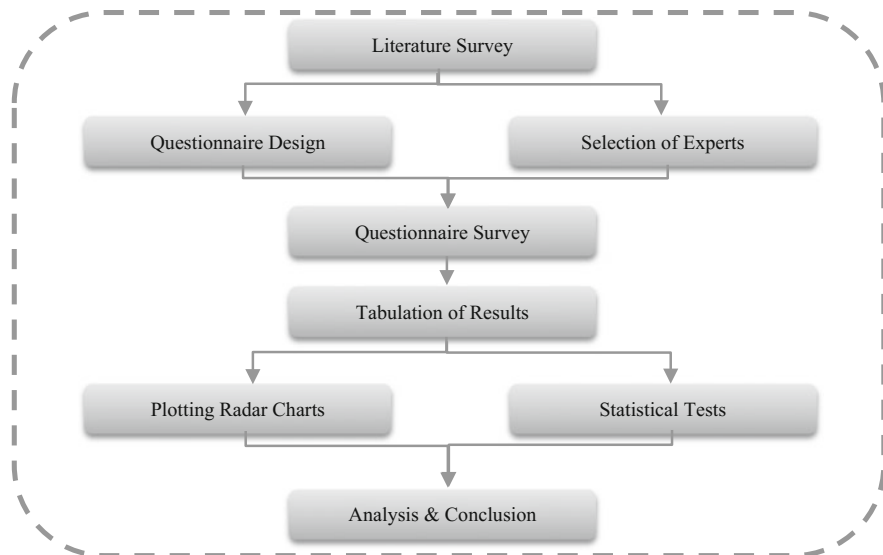 Literature Survey
Questionnaire Design
Selection of Experts
Questionnaire Survey
Tabulation of Results
Plotting Radar Charts
Statistical Tests
Analysis & Conclusion